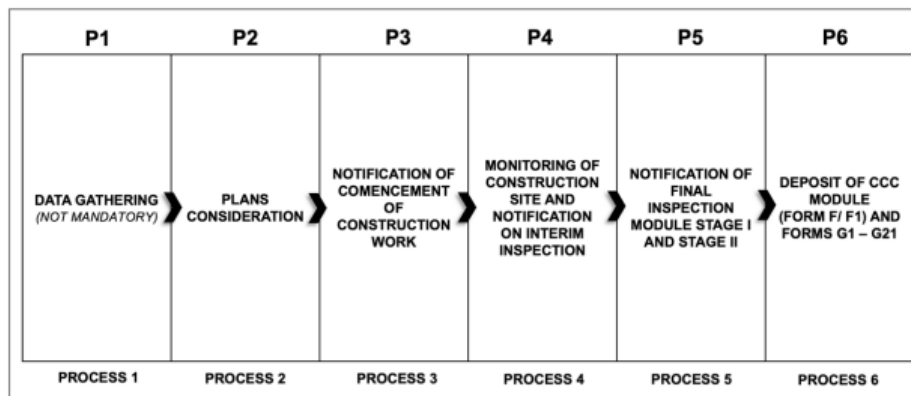 P1
P2
P3
P4
P5
P6
DATA GATHERING
(NOT MANDATORY)
PLANS
CONSIDERATION
NOTIFICATION OF
COMENCEMENT
OF
CONSTRUCTION
WORK
MONITORING OF
CONSTRUCTION
SITE AND
NOTIFICATION
ON INTERIM
INSPECTION
NOTIFICATION OF
FINAL
INSPECTION
MODULE STAGE I
AND STAGE II
DEPOSIT OF CCC
MODULE
(FORM F/ F1) AND
FORMS G1 – G21
PROCESS 1
PROCESS 2
PROCESS 3
PROCESS 4
PROCESS 5
PROCESS 6